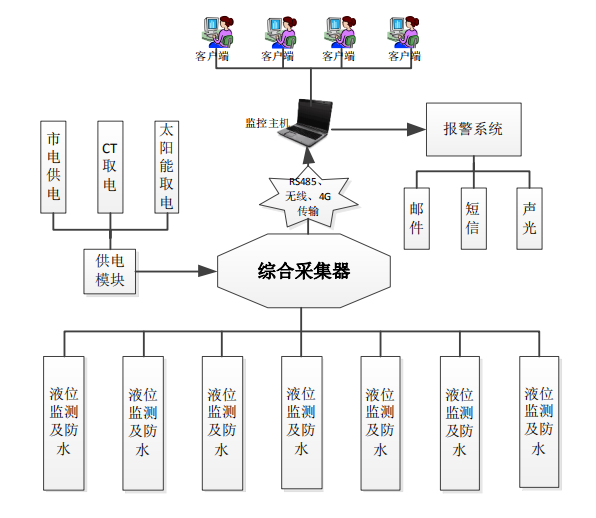 客户端 客户端 客户端 客户端
监控主机
报警系统
市电供电
CT取电
太阳能取电
RS485、
无线、4G
传输
邮件
短信
声光
供电
模块
综合采集器
液位
监测
及防
水
液位
监测
及防
水
液位
监测
及防
水
液位
监测
及防
水
液位
监测
及防
水
液位
监测
及防
水
液位
监测
及防
水